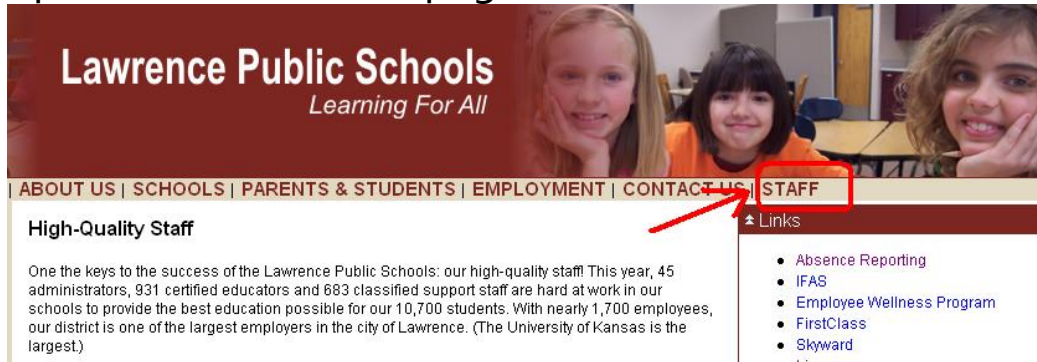 Lawrence Public Schools
Learning For All
| ABOUT US | SCHOOLS | PARENTS & STUDENTS | EMPLOYMENT | CONTACT US | STAFF
High-Quality Staff
One the keys to the success of the Lawrence Public Schools: our high-quality staff! This year, 45
administrators, 931 certified educators and 683 classified support staff are hard at work in our
schools to provide the best education possible for our 10,700 students. With nearly 1,700 employees,
our district is one of the largest employers in the city of Lawrence. (The University of Kansas is the
largest.)
Links
• Absence Reporting
• IFAS
• Employee Wellness Program
• FirstClass
• Skyward